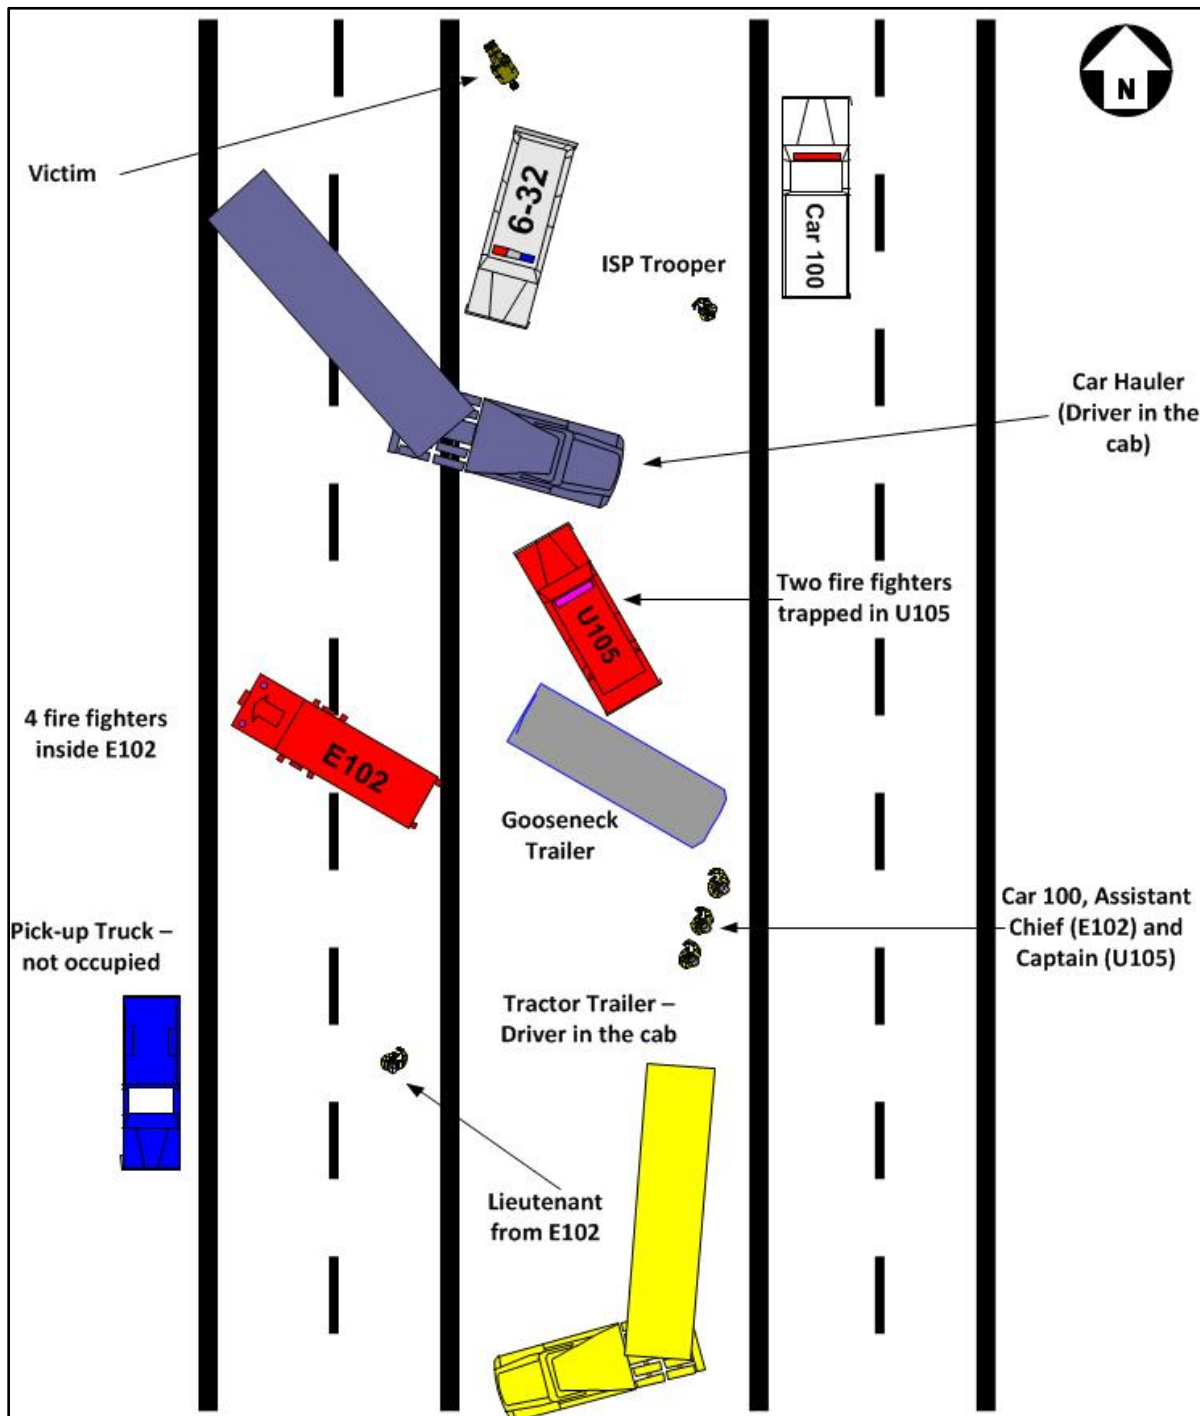 N
Victim
6-32
Car 100
ISP Trooper
Car Hauler
(Driver in the
cab)
Two fire fighters
trapped in U105
U105
4 fire fighters
inside E102
E102
Gooseneck
Trailer
Car 100, Assistant
Chief (E102) and
Captain (U105)
Pick-up Truck –
not occupied
Tractor Trailer –
Driver in the cab
Lieutenant
from E102